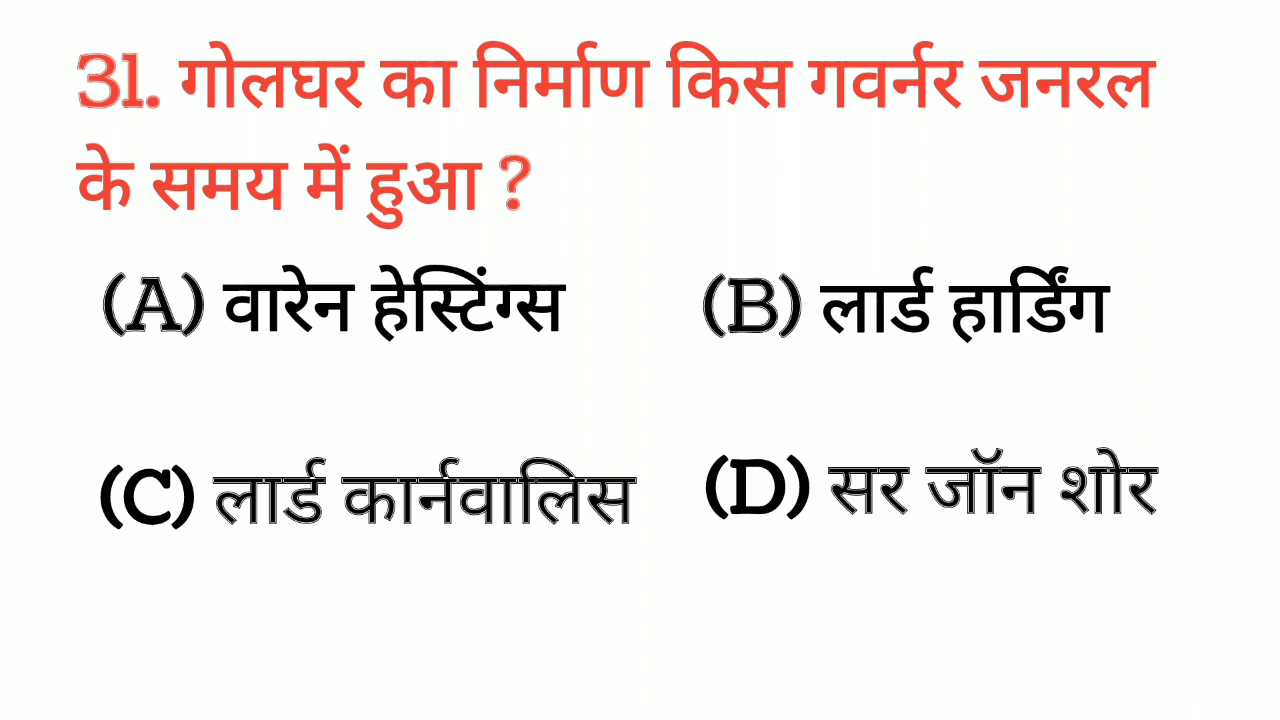 31. गोलघर का निर्माण किस गवर्नर जनरल
के समय में हुआ ?
(A) वारेन हेस्टिंग्स (B) लार्ड हार्डिंग
(C) लार्ड कार्नवालिस (D) सर जॉन शोर